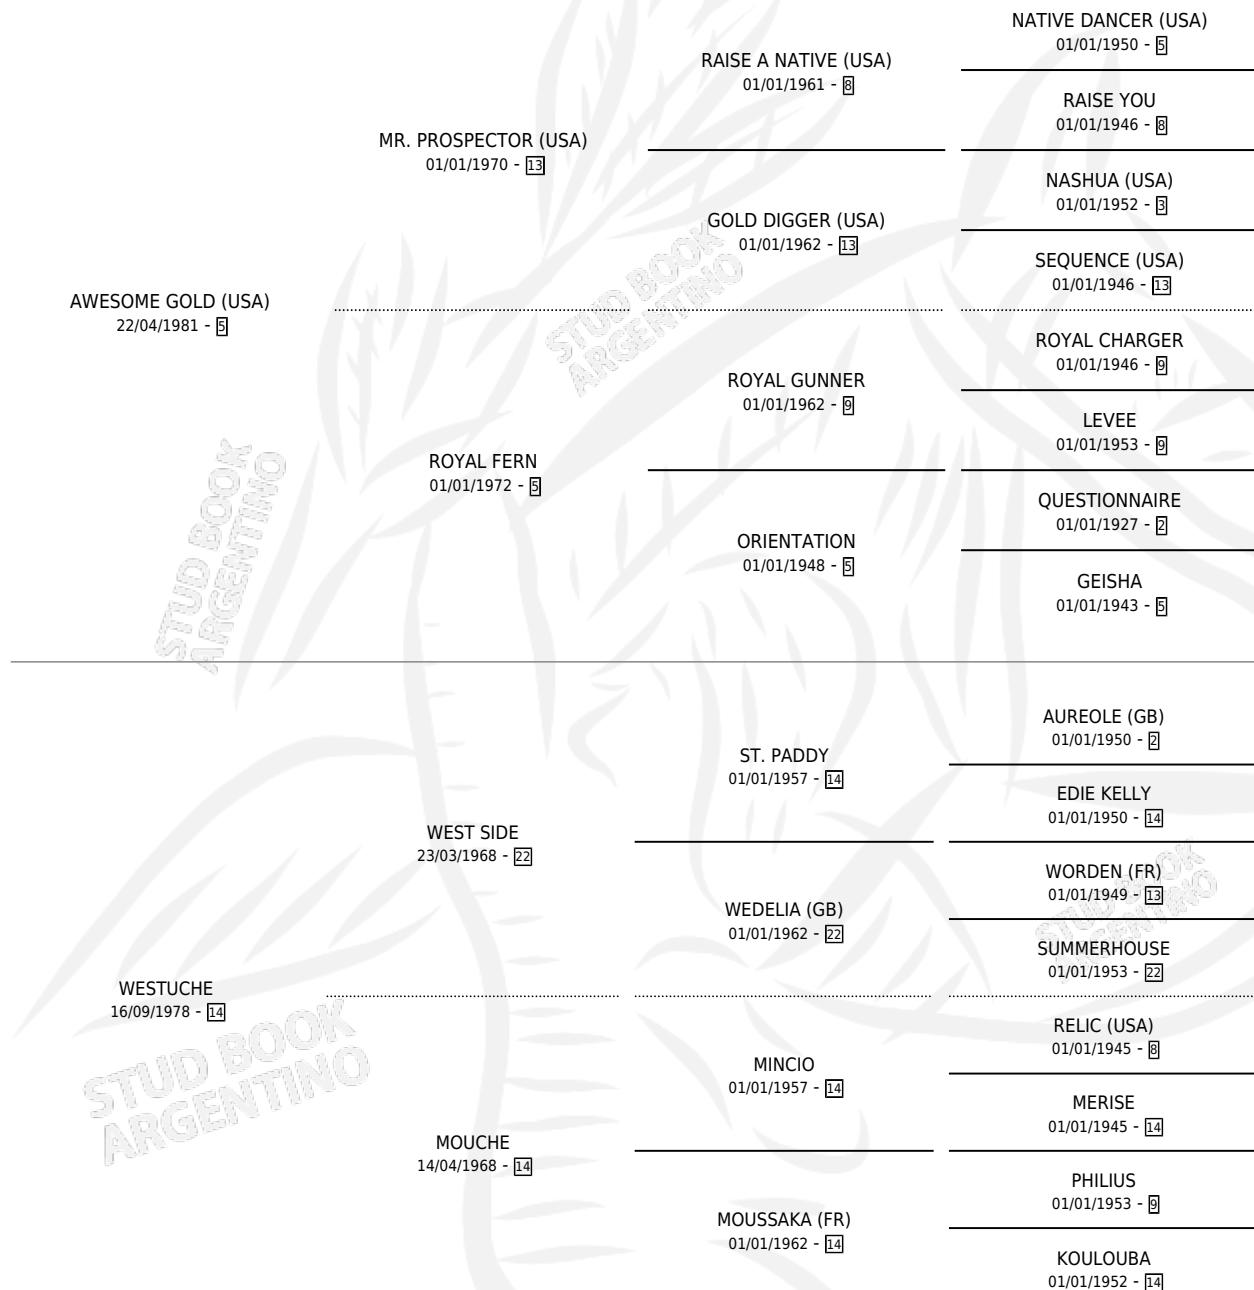 NATIVE DANCER (USA)
01/01/1950 - 5
RAISE A NATIVE (USA)
01/01/1961 - 8
RAISE YOU
01/01/1946 - 8
MR. PROSPECTOR (USA)
01/01/1970 - 13
NASHUA (USA)
01/01/1952 - 3
GOLD DIGGER (USA)
01/01/1962 - 13
SEQUENCE (USA)
01/01/1946 - 13
AWESOME GOLD (USA)
22/04/1981 - 5
STUD BOOK
ARGENTINO
ROYAL CHARGER
01/01/1946 - 9
ROYAL GUNNER
01/01/1962 - 9
LEVEE
01/01/1953 - 9
ROYAL FERN
01/01/1972 - 5
QUESTIONNAIRE
01/01/1927 - 2
ORIENTATION
01/01/1948 - 5
GEISHA
01/01/1943 - 5
STUD BOOK
ARGENTINO
AUREOLE (GB)
01/01/1950 - 2
ST. PADDY
01/01/1957 - 14
EDIE KELLY
01/01/1950 - 14
WEST SIDE
23/03/1968 - 22
WORDEN (FR)
01/01/1949 - 13
STUD BOOK
ARGENTINO
WEDELIA (GB)
01/01/1962 - 22
SUMMERHOUSE
01/01/1953 - 22
WESTUCHE
16/09/1978 - 14
STUD BOOK
ARGENTINO
RELIC (USA)
01/01/1945 - 8
MINCIO
01/01/1957 - 14
MERISE
01/01/1945 - 14
MOUCHE
14/04/1968 - 14
PHILIUS
01/01/1953 - 9
MOUSSAKA (FR)
01/01/1962 - 14
KOULOUBA
01/01/1952 - 14